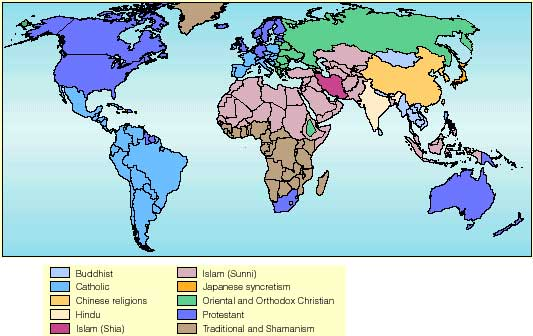 Buddhist
Catholic
Chinese religions
Hindu
Islam (Shia)
Islam (Sunni)
Japanese syncretism
Oriental and Orthodox Christian
Protestant
Traditional and Shamanism